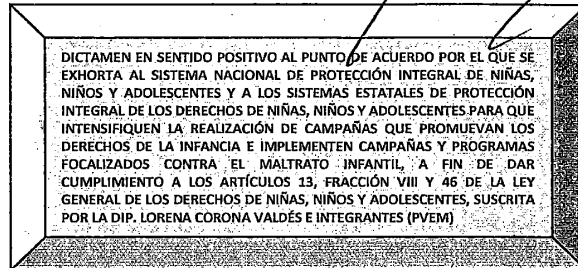 DICTAMEN EN SENTIDO POSITIVO AL PUNTO DE ACUERDO POR EL QUE SE
EXHORTA AL SISTEMA NACIONAL DE PROTECCIÓN INTEGRAL DE NIÑAS,
NIÑOS Y ADOLESCENTES Y A LOS SISTEMAS ESTATALES DE PROTECCIÓN
INTEGRAL DE LOS DERECHOS DE NIÑAS, NIÑOS Y ADOLESCENTES PARA QUE
INTENSIFIQUEN LA REALIZACIÓN DE CAMPAÑAS QUE PROMUEVAN LOS
DERECHOS DE LA INFANCIA E IMPLEMENTEN CAMPAÑAS Y PROGRAMAS
FOCALIZADOS CONTRA EL MALTRATO INFANTIL, A FIN DE DAR
CUMPLIMIENTO A LOS ARTÍCULOS 13, FRACCIÓN VIII Y 46 DE LA LEY
GENERAL DE LOS DERECHOS DE NIÑAS, NIÑOS Y ADOLESCENTES, SUSCRITA
POR LA DIP. LORENA CORONA VALDÉS E INTEGRANTES (PVEM)